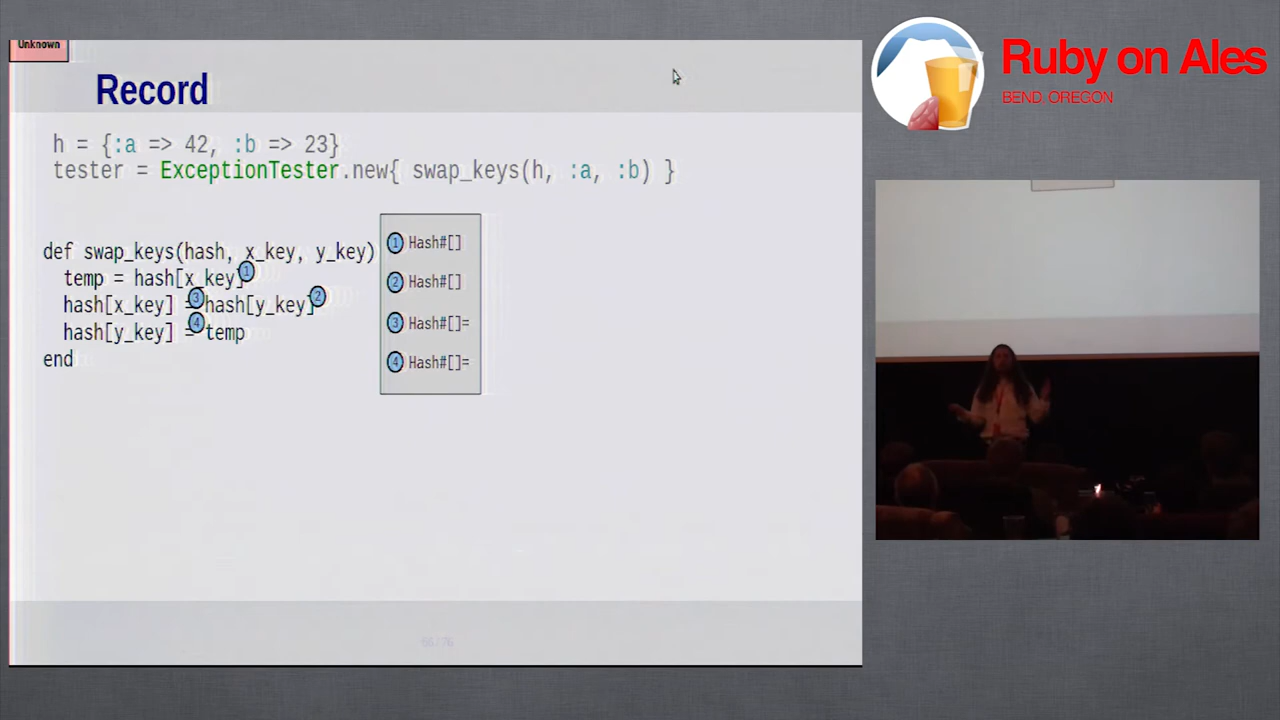 Unknown
Record
h = {:a => 42, :b => 23}
tester = ExceptionTester.new{ swap_keys(h, :a, :b) }
def swap_keys(hash, x_key, y_key)
temp = hash[x_key] 1
hash[x_key] = 3 hash[y_key] 2
hash[y_key] = 4 temp
end
1 Hash#[]
2 Hash#[]
3 Hash#[]=
4 Hash#[]=
Ruby on Ales
BEND, OREGON